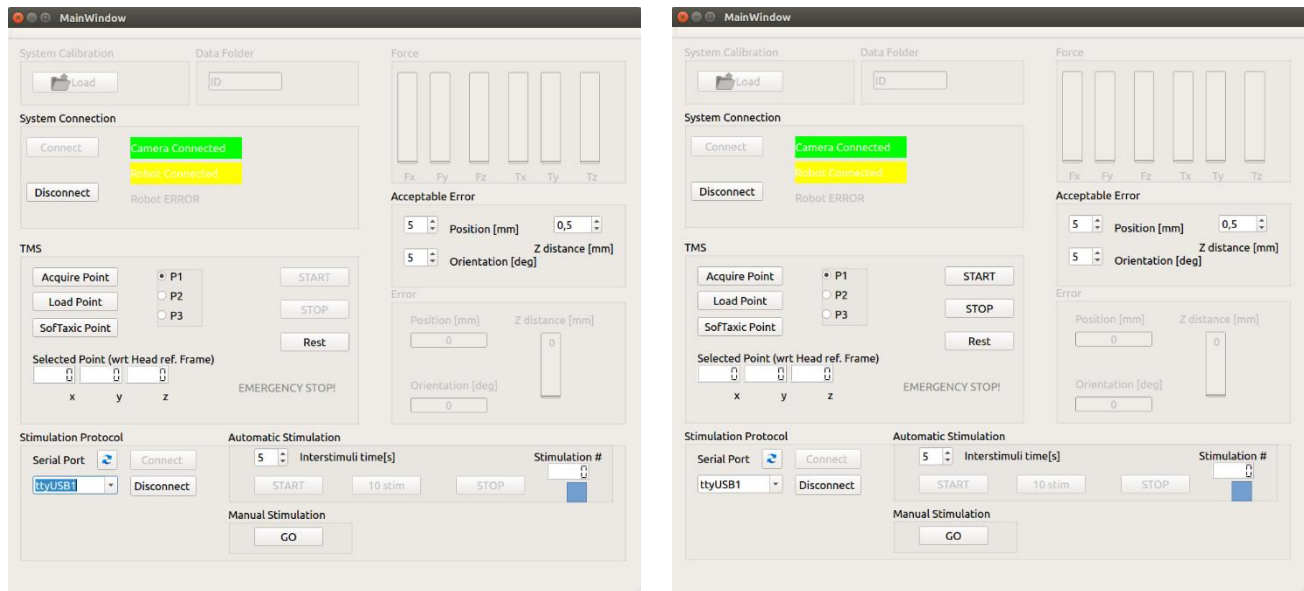 MainWindow
System Calibration
Load
Data Folder
ID
Force
Fx Fy Fz Tx Ty Tz
System Connection
Connect
Camera Connected
Robot Connected
Disconnect
Robot ERROR
Acceptable Error
5 Position [mm] 0,5
Z distance [mm]
5 Orientation [deg]
TMS
Acquire Point
Load Point
SofTaxic Point
P1
P2
P3
START
STOP
Rest
Selected Point (wrt Head ref. Frame)
0 0 0
x y z
EMERGENCY STOP!
Error
Position [mm] Z distance [mm]
0 0
Orientation [deg]
0
Stimulation Protocol
Serial Port Connect
ttyUSB1 Disconnect
Automatic Stimulation
5 Interstimuli time[s] Stimulation #
0
START 10 stim STOP
Manual Stimulation
GO
MainWindow
System Calibration
Load
Data Folder
ID
Force
Fx Fy Fz Tx Ty Tz
System Connection
Connect
Camera Connected
Robot Connected
Disconnect
Robot ERROR
Acceptable Error
5 Position [mm] 0,5
Z distance [mm]
5 Orientation [deg]
TMS
Acquire Point
Load Point
SofTaxic Point
P1
P2
P3
START
STOP
Rest
Selected Point (wrt Head ref. Frame)
0 0 0
x y z
EMERGENCY STOP!
Error
Position [mm] Z distance [mm]
0 0
Orientation [deg]
0
Stimulation Protocol
Serial Port Connect
ttyUSB1 Disconnect
Automatic Stimulation
5 Interstimuli time[s] Stimulation #
0
START 10 stim STOP
Manual Stimulation
GO